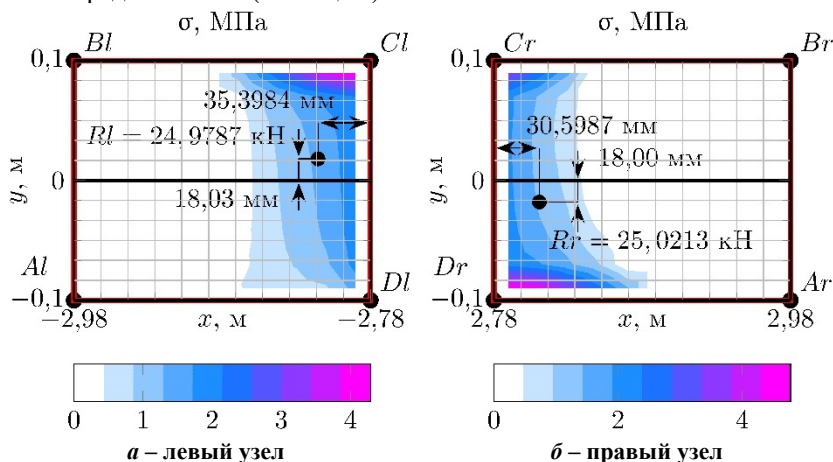 σ, МПа
Bl
Cl
0,1
35,3984 мм
Rl = 24,9787 кН
0
18,03 мм
y, м
Al
Dl
−0,1
−2,98
x, м
−2,78
0 1 2 3 4
а – левый узел
σ, МПа
Cr
Br
0,1
30,5987 мм
18,00 мм
0
Rr = 25,0213 кН
y, м
Dr
Ar
−0,1
2,78
x, м
2,98
0 2 4
б – правый узел